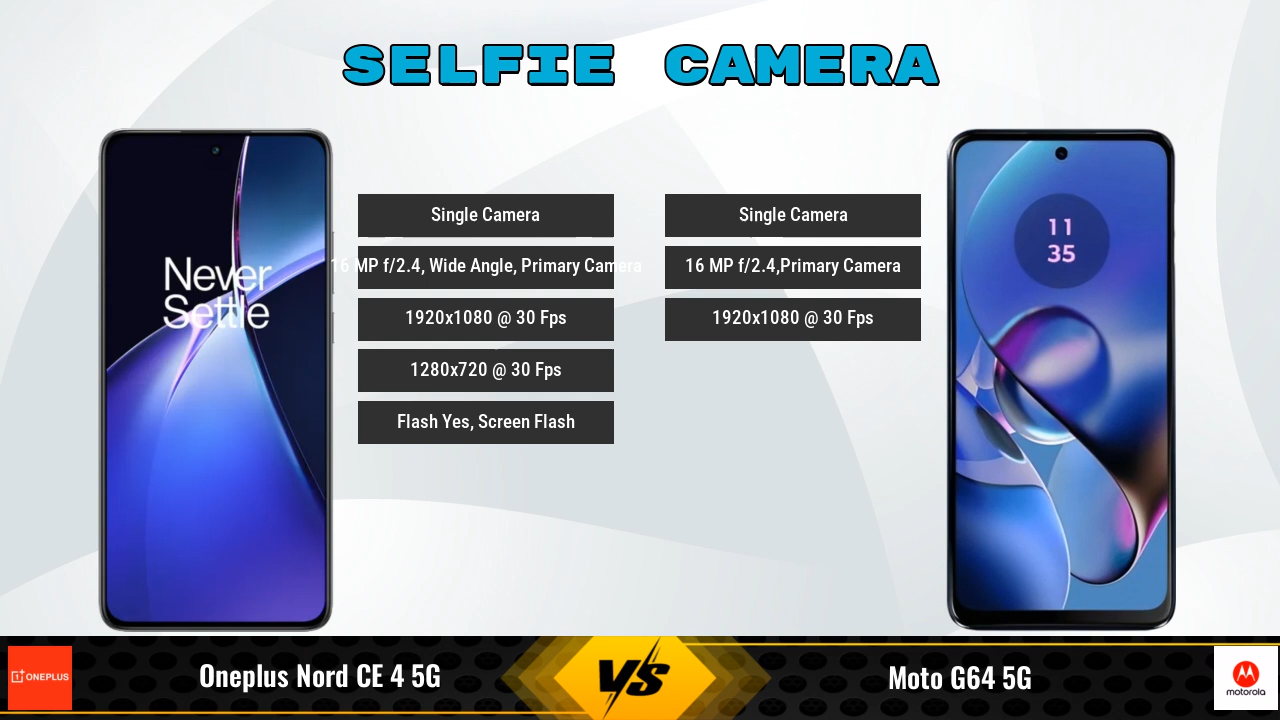 SELFIE CAMERA
Never
Settle
Single Camera
16 MP f/2.4, Wide Angle, Primary Camera
1920x1080 @ 30 Fps
1280x720 @ 30 Fps
Flash Yes, Screen Flash
Single Camera
16 MP f/2.4,Primary Camera
1920x1080 @ 30 Fps
11
35
1+ ONEPLUS
Oneplus Nord CE 4 5G
VS
Moto G64 5G
motorola